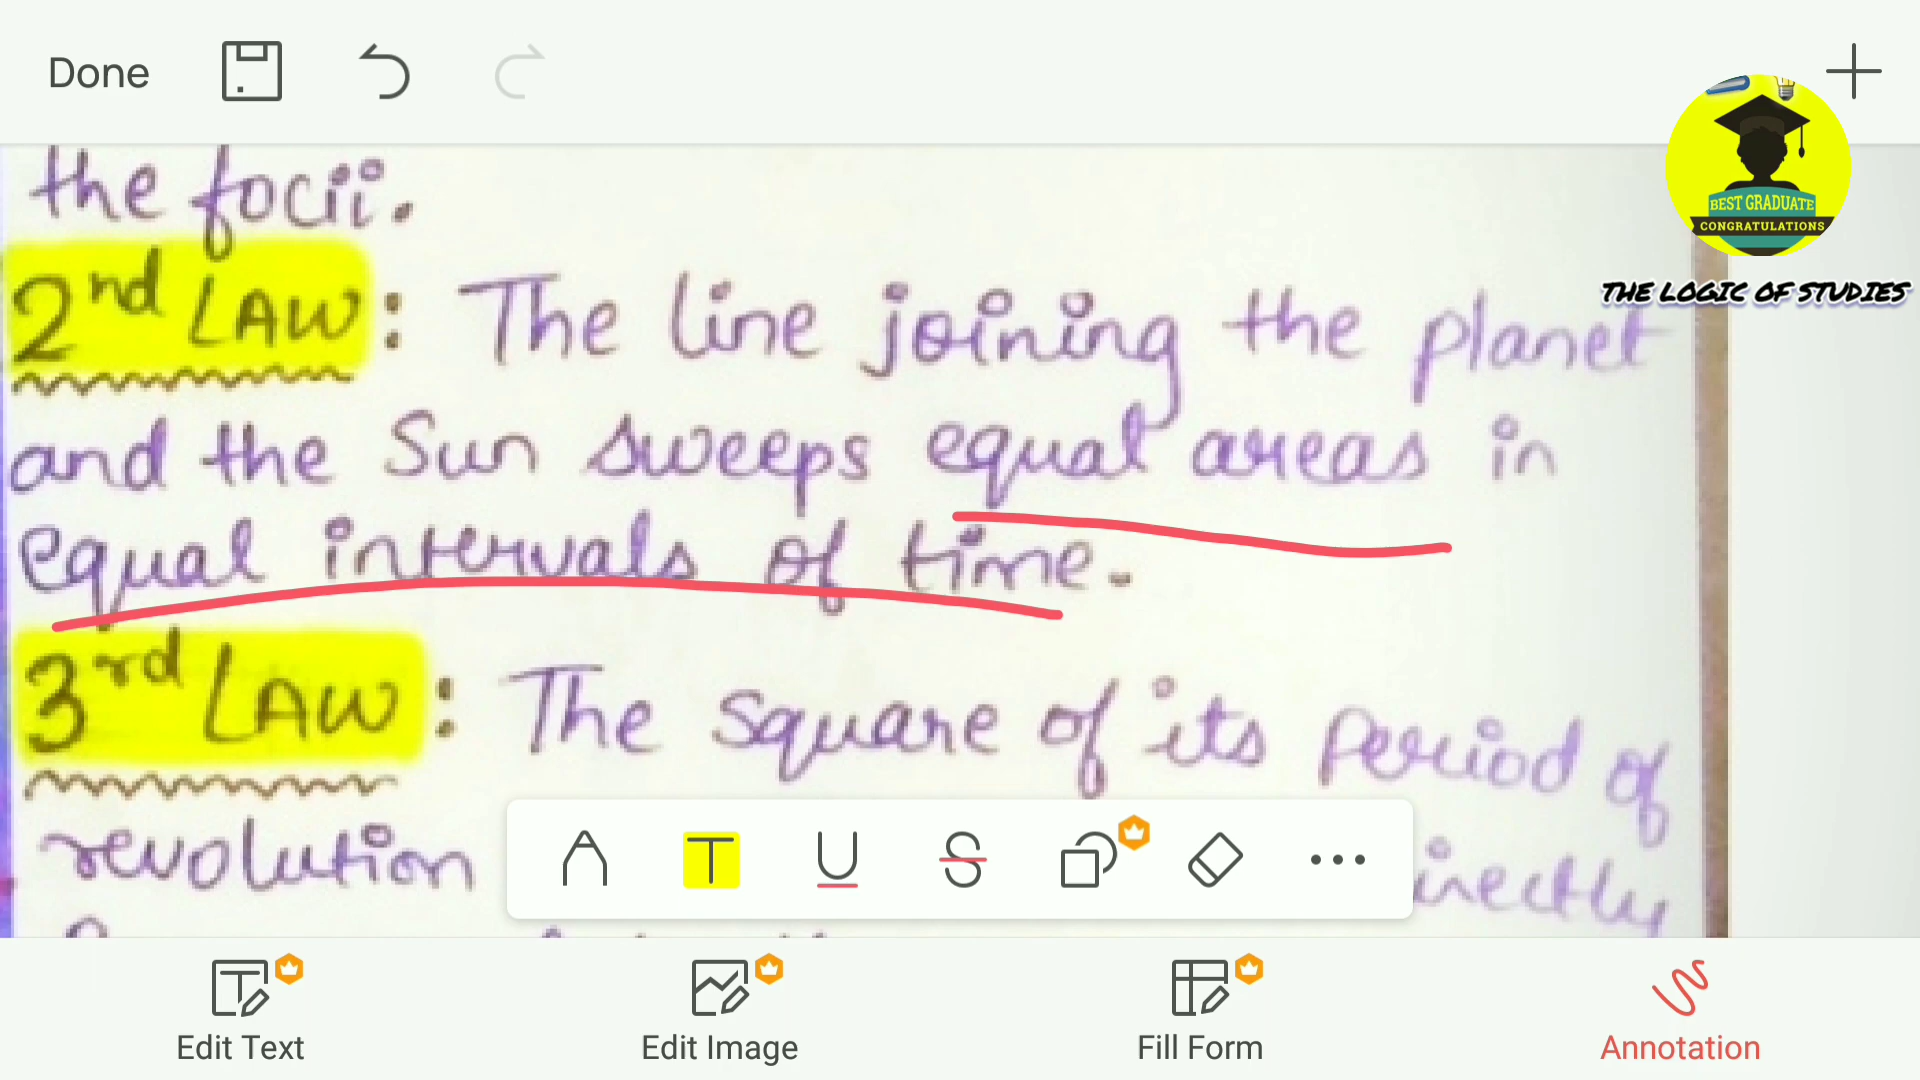 Done
the focii.
BEST GRADUATE
CONGRATULATIONS
THE LOGIC OF STUDIES
2nd LAW: The line joining the planet
and the Sun sweeps equal areas in
equal intervals of time.
3rd LAW: The square of its period of
revolution
Edit Text
Edit Image
Fill Form
Annotation